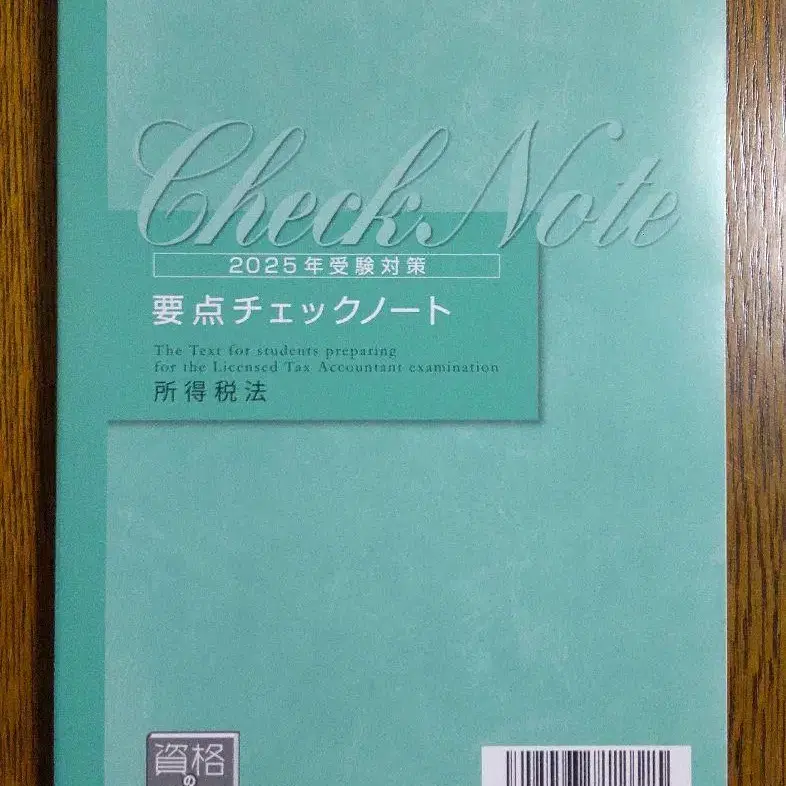 Check Note
2025年受験対策
要点チェックノート
The Text for students preparing
for the Licensed Tax Accountant examination
所得税法
資格
の